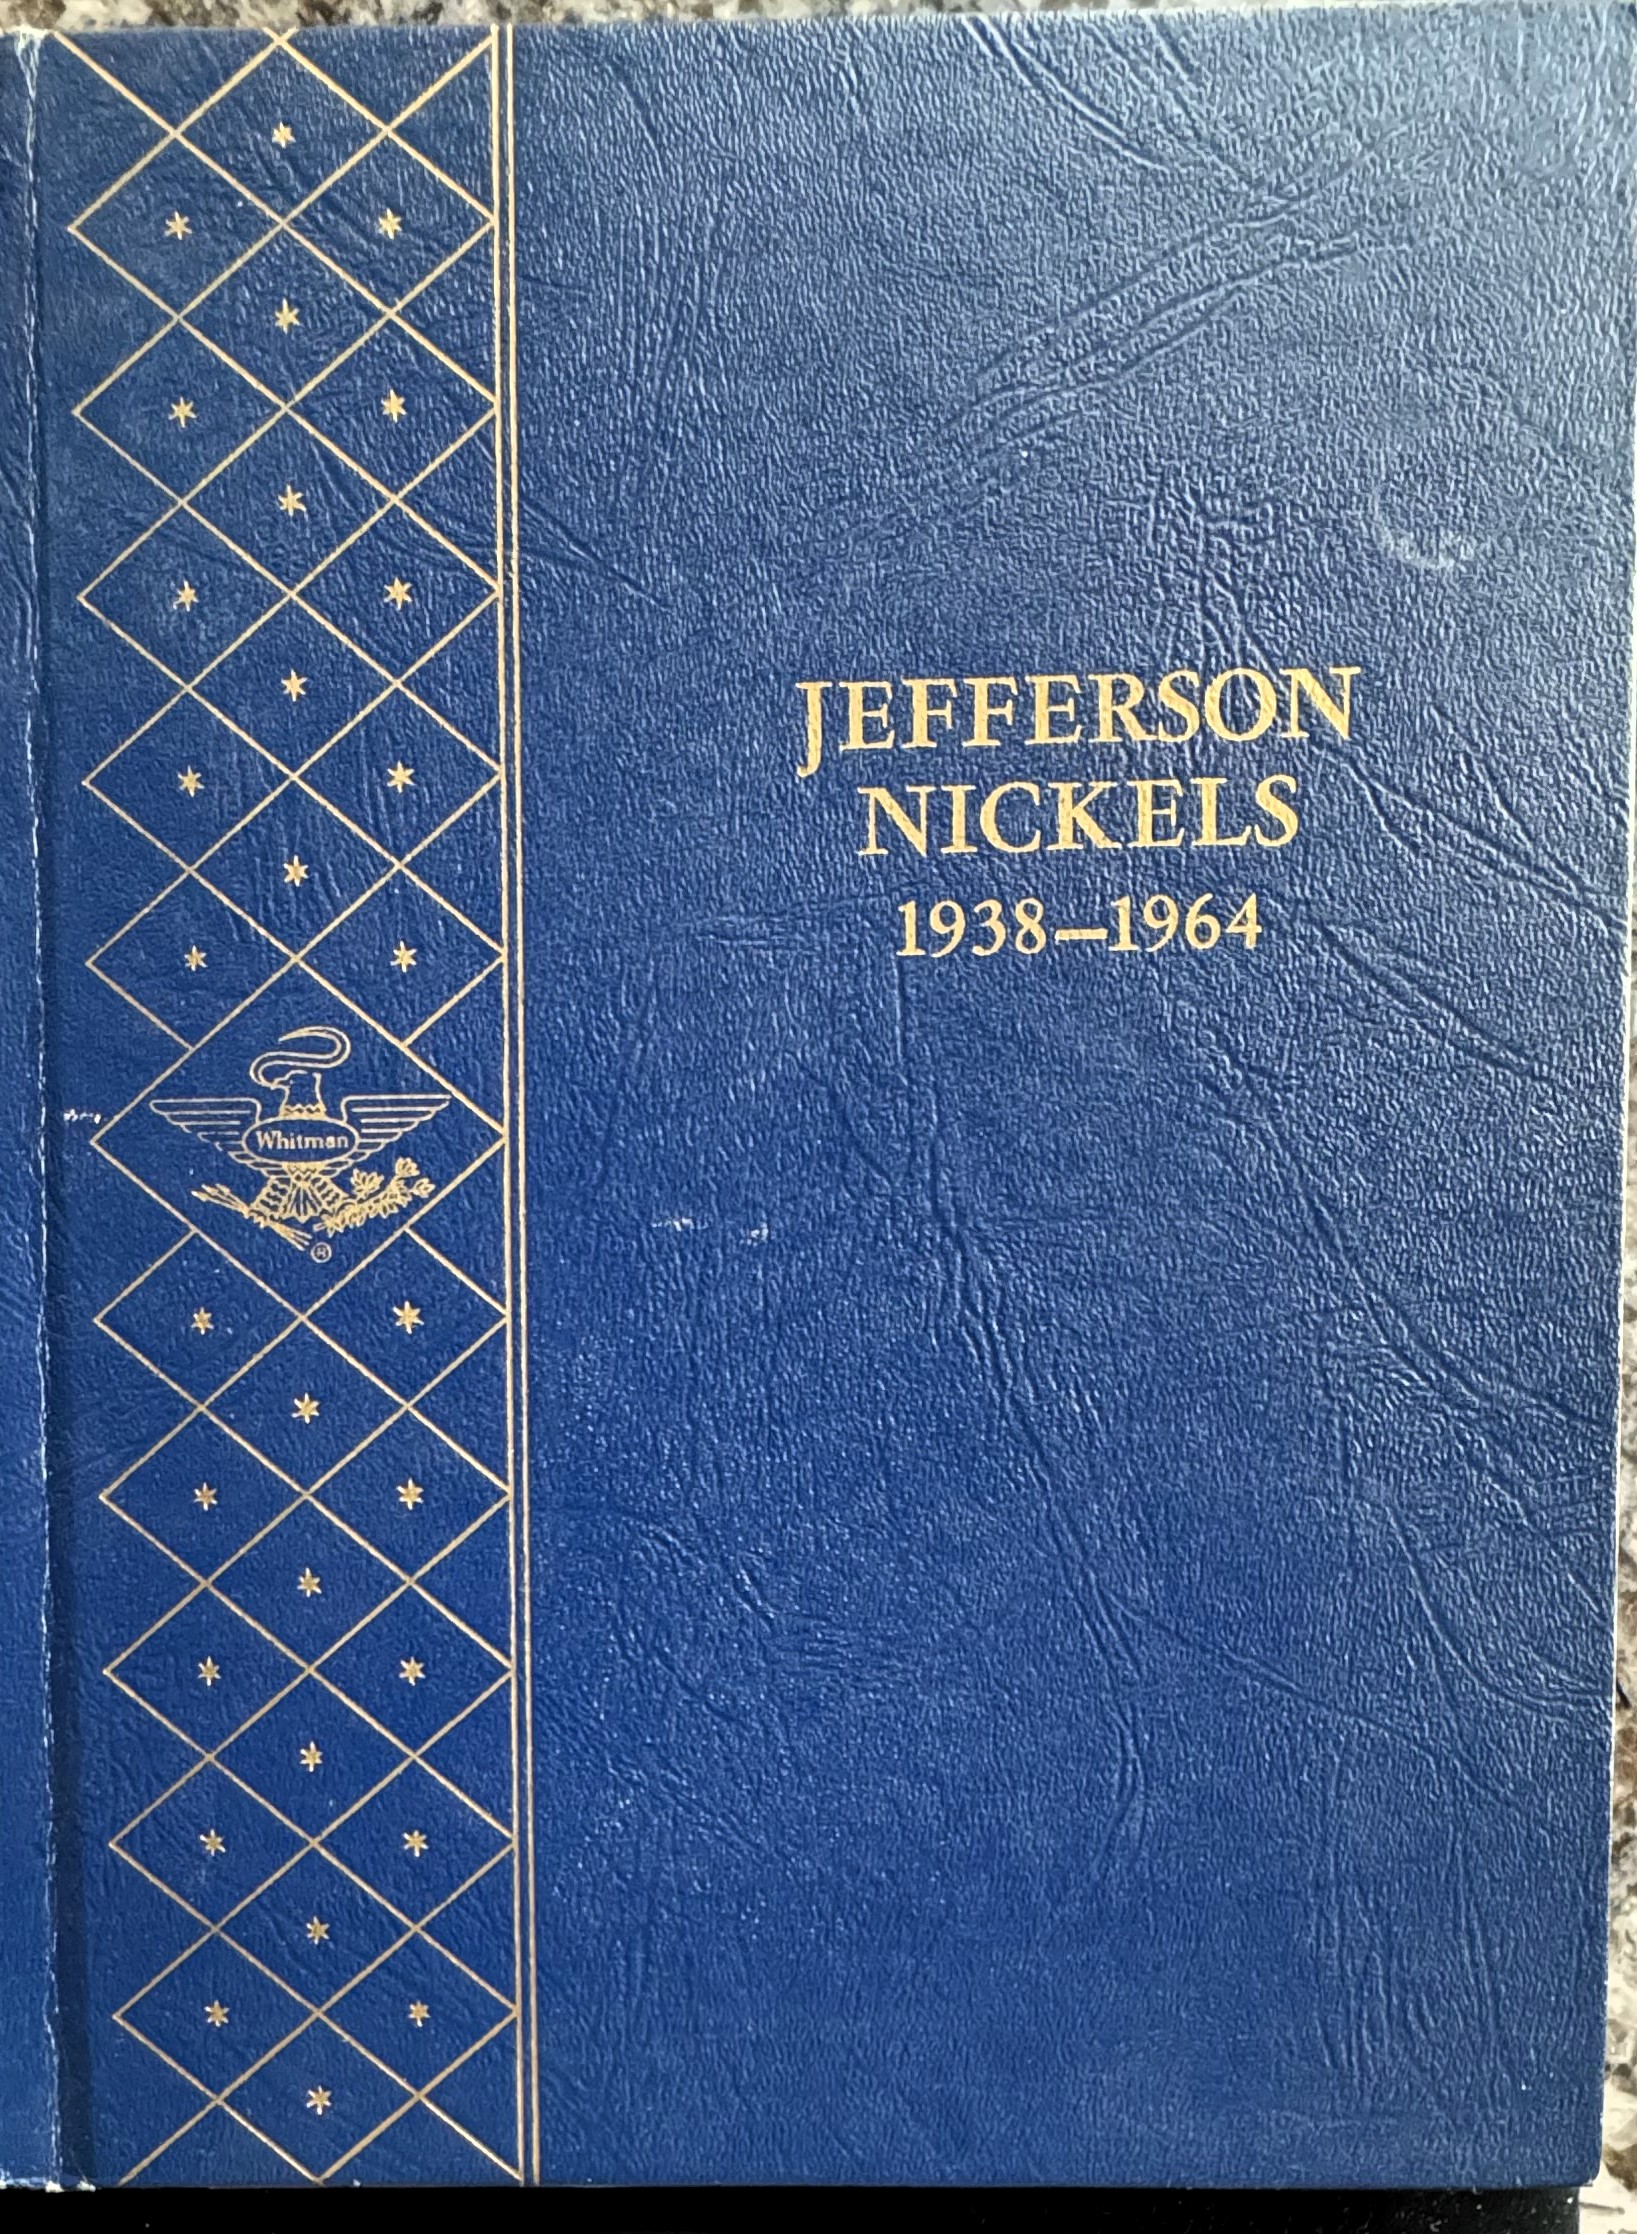 JEFFERSON
NICKELS
1938–1964
Whitman
®